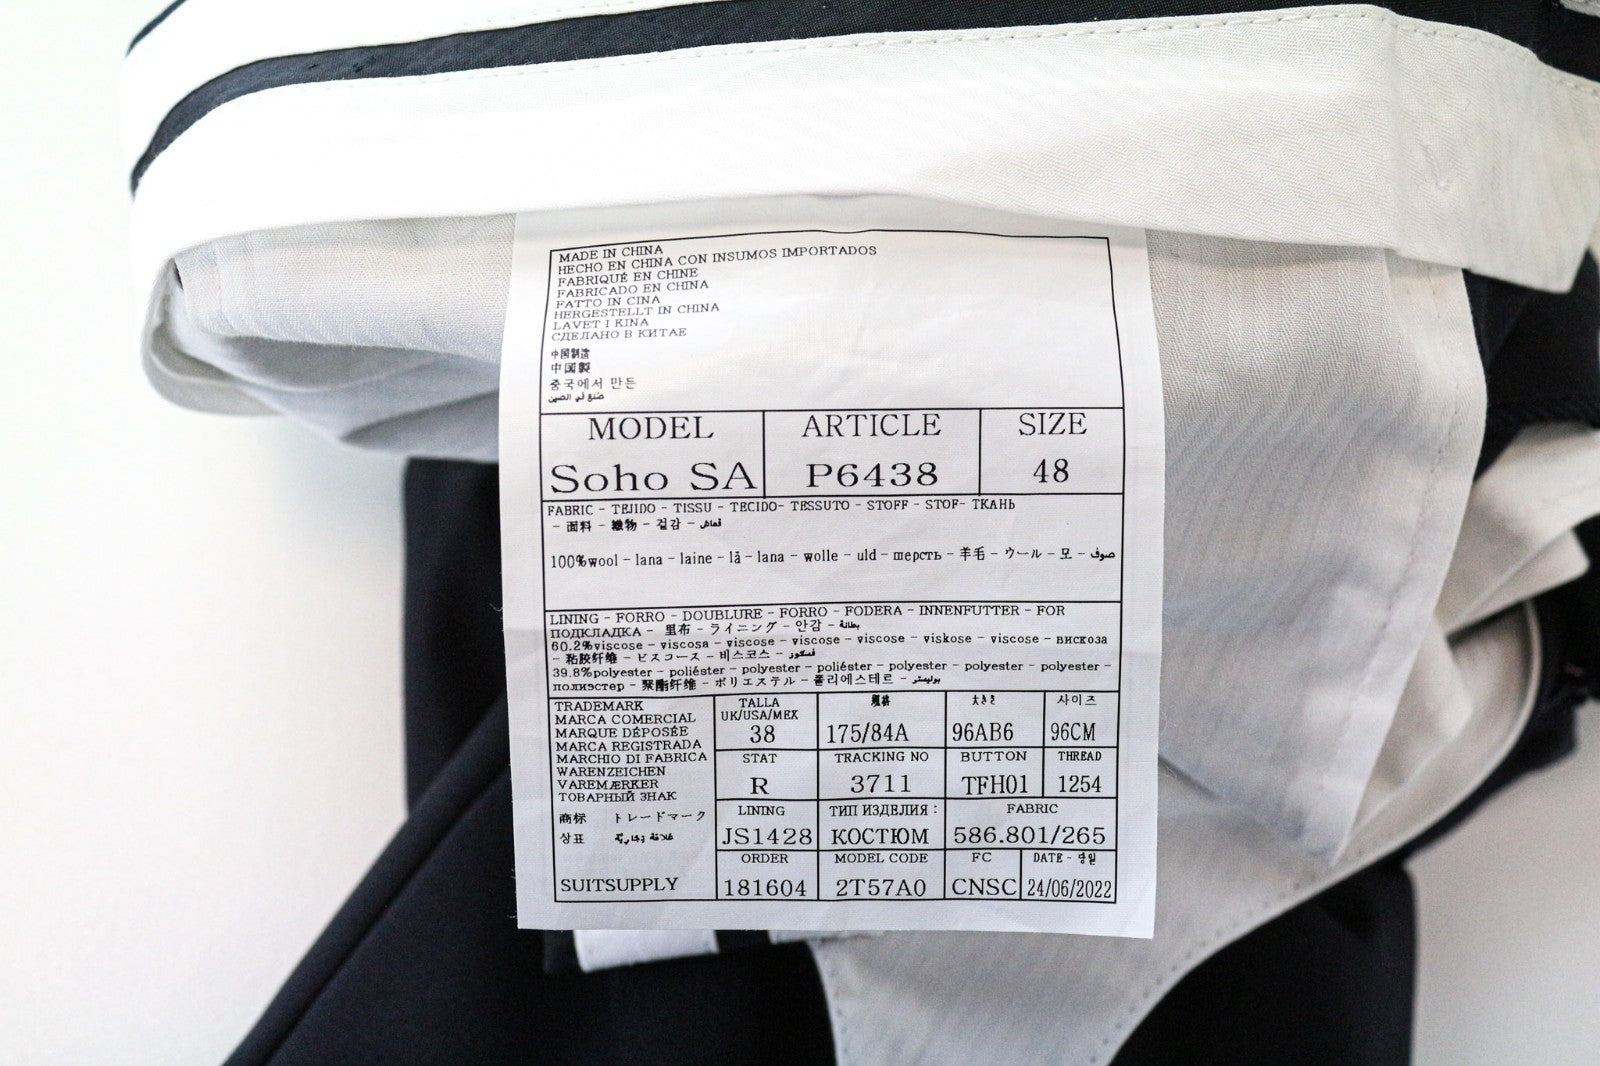 MADE IN CHINA
HECHO EN CHINA CON INSUMOS IMPORTADOS
FABRIQUÉ EN CHINE
FABRICADO EN CHINA
FATTO IN CINA
HERGESTELLT IN CHINA
LAVET I KINA
СДЕЛАНО В КИТАЕ
中国制造
中国製
중국에서 만든
صنع في الصين
MODEL ARTICLE SIZE
Soho SA P6438 48
FABRIC - TEJIDO - TISSU - TECIDO- TESSUTO - STOFF - STOF- ТКАНЬ
- 面料 - 織物 - 겉감 - قماش
100%wool - lana - laine - lã - lana - wolle - uld - шерсть - 羊毛 - ウール - 모 - صوف
LINING - FORRO - DOUBLURE - FORRO - FODERA - INNENFUTTER - FOR
ПОДКЛАДКА - 里布 - ライニング - 안감 - بطانة
60.2%viscose - viscosa - viscose - viscose - viscose - viskose - viscose - вискоза
- 粘胶纤维 - ビスコース - 비스코스 - فسكوز
39.8%polyester - poliéster - polyester - poliéster - polyester - polyester - polyester -
полиэстер - 聚酯纤维 - ポリエステル - 폴리에스테르 - بوليستر
TRADEMARK
MARCA COMERCIAL
MARQUE DÉPOSÉE
MARCA REGISTRADA
MARCHIO DI FABRICA
WARENZEICHEN
VAREMÆRKER
ТОВАРНЫЙ ЗНАК
商标 トレードマーク
상표 علامة تجارية
SUITSUPPLY
TALLA 規格 大きさ 사이즈
UK/USA/MEX
38 175/84A 96AB6 96CM
STAT TRACKING NO BUTTON THREAD
R 3711 TFH01 1254
LINING ТИП ИЗДЕЛИЯ : FABRIC
JS1428 КОСТЮМ 586.801/265
ORDER MODEL CODE FC DATE -
181604 2T57A0 CNSC 24/06/2022